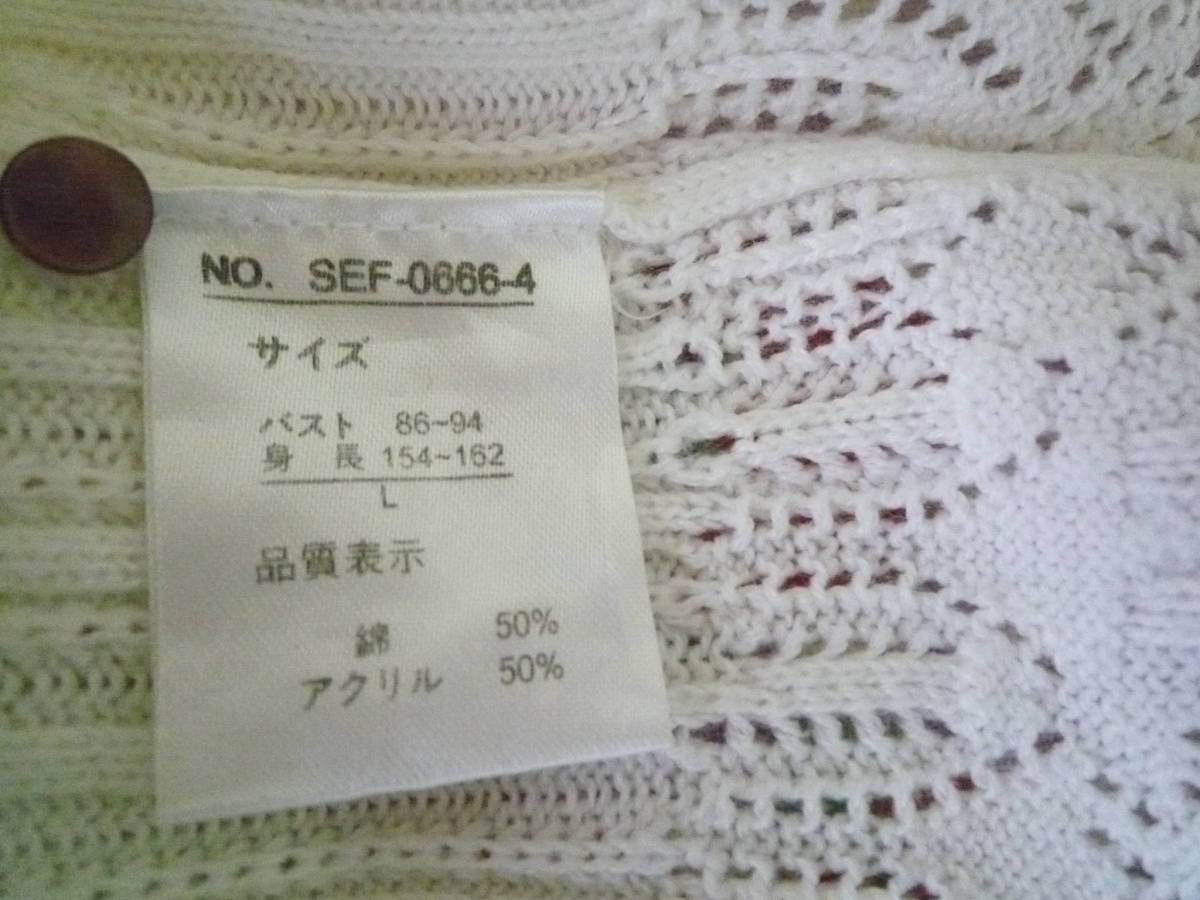 NO. SEF-0666-4
サイズ
バスト 86~94
身 長 154~162
L
品質表示
綿 50%
アクリル 50%